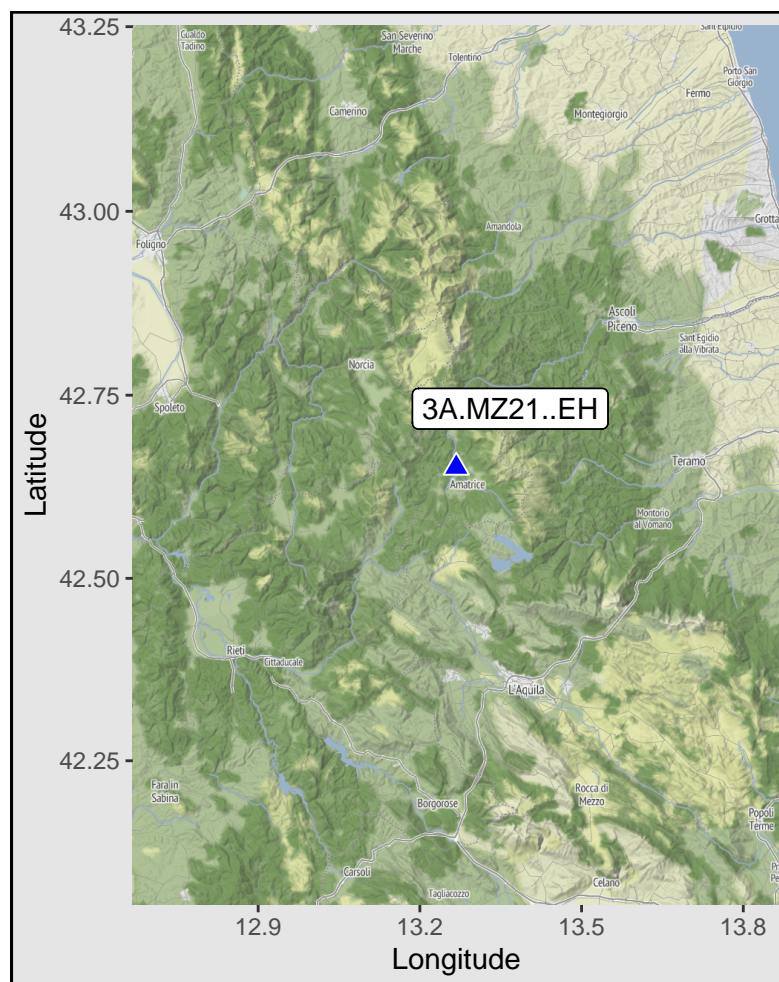 43.25
43.00
42.75
42.50
42.25
Latitude
Gualdo
Tadino
San Severino
Marche
Tolentino
Sant'Elpidio
Porto San
Giorgio
Fermo
Camerino
Montegiorgio
Foligno
Amandola
Grotta
Ascoli
Piceno
Sant'Egidio
alla Vibrata
Norcia
Spoleto
3A.MZ21..EH
Amatrice
Teramo
Montorio
al Vomano
Rieti
Cittaducale
L'Aquila
Fara in
Sabina
Borgorose
Rocca di
Mezzo
Popoli
Terme
Carsoli
Celano
Tagliacozzo
12.9
13.2
13.5
13.8
Longitude